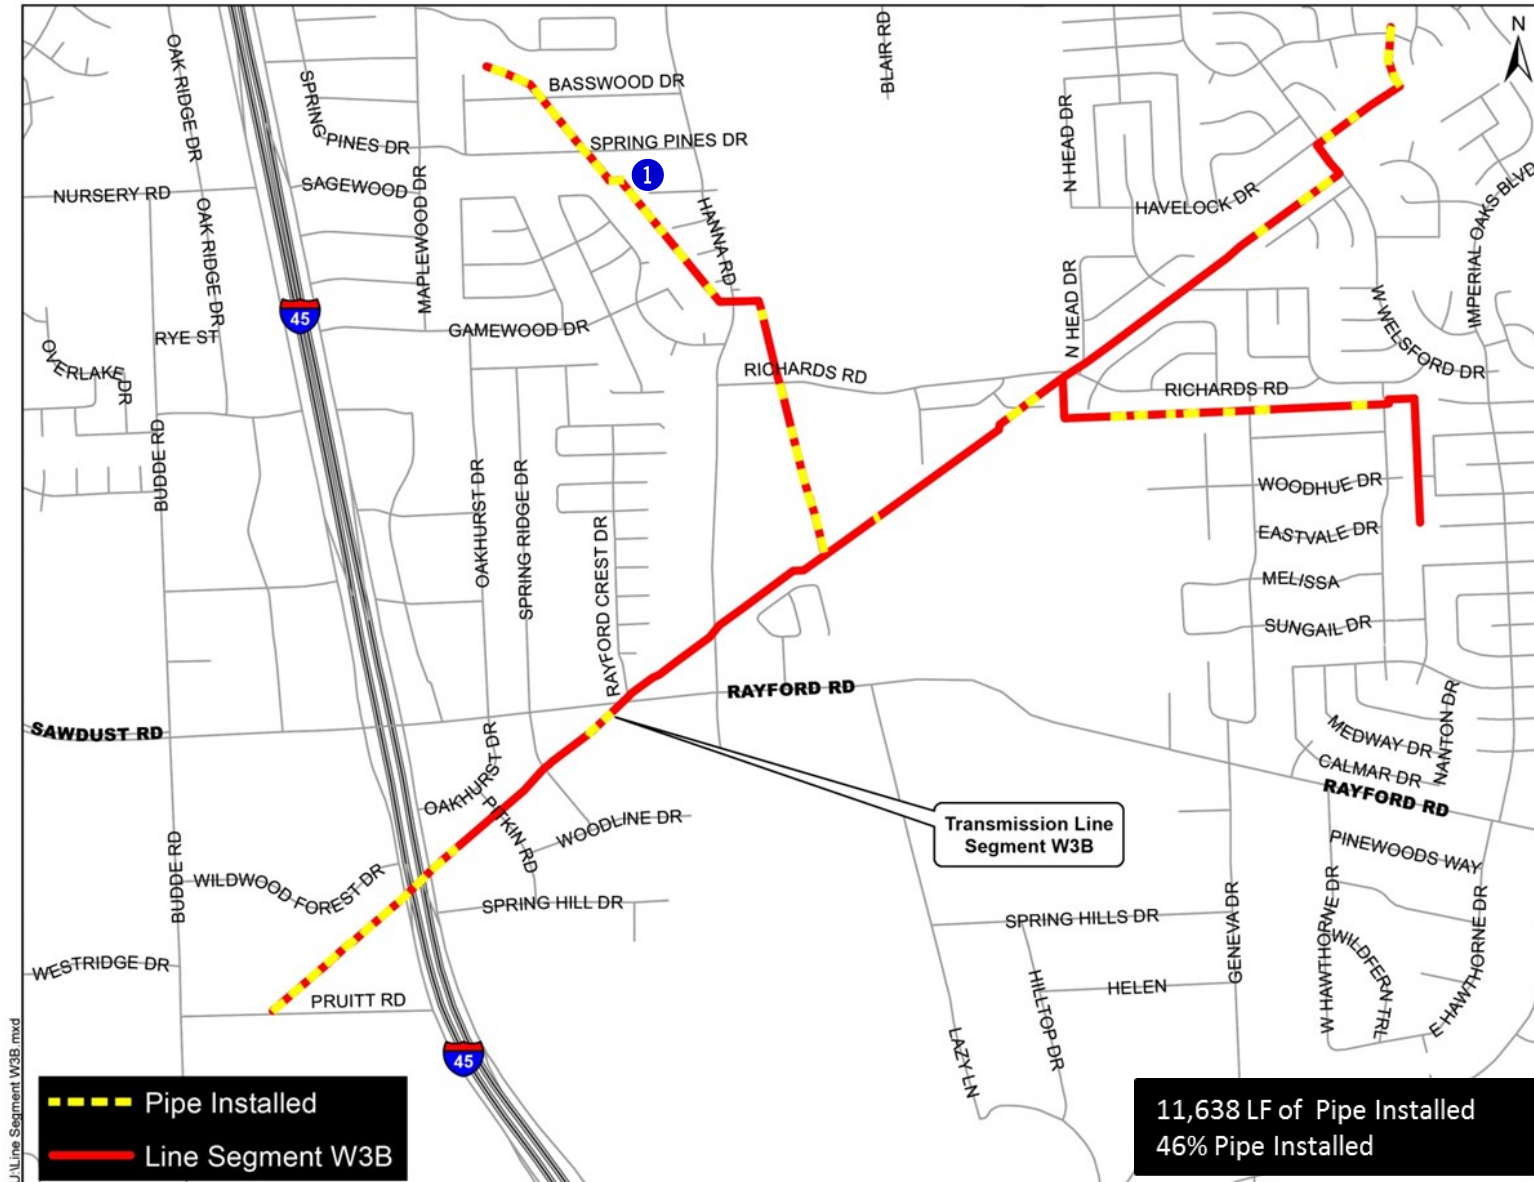 BLAIR RD
N
OAK RIDGE DR
SPRING PINES DR
BASSWOOD DR
SPRING PINES DR
1
N HEAD DR
NURSERY RD
SAGEWOOD
MAPLEWOOD DR
HANNA RD
HAVELOCK DR
IMPERIAL OAKS BLVD
OAK RIDGE DR
45
RYE ST
GAMEWOOD DR
N HEAD DR
W WELSFORD DR
OVERLAKE DR
RICHARDS RD
RICHARDS RD
BUDDE RD
OAKHURST DR
SPRING RIDGE DR
RAYFORD CREST DR
WOODHUE DR
EASTVALE DR
MELISSA
SUNGAIL DR
RAYFORD RD
SAWDUST RD
OAKHURST DR
MEDWAY DR
NANTON DR
CALMAR DR
RAYFORD RD
PITKIN RD
WOODLINE DR
Transmission Line
Segment W3B
PINEWOODS WAY
BUDDE RD
WILDWOOD FOREST DR
SPRING HILL DR
SPRING HILLS DR
GENEVA DR
W HAWTHORNE DR
WILDFERN TRL
E HAWTHORNE DR
WESTRIDGE DR
PRUITT RD
HILLTOP DR
HELEN
LAZY LN
45
J:\Line Segment W3B.mxd
Pipe Installed
Line Segment W3B
11,638 LF of Pipe Installed
46% Pipe Installed